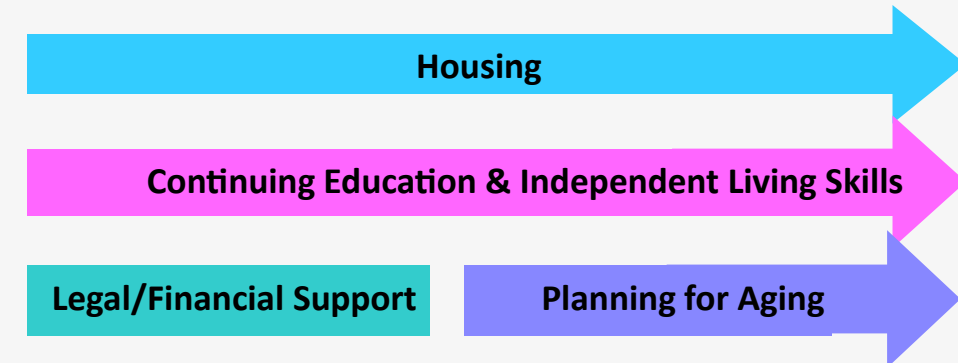 Housing
Continuing Education & Independent Living Skills
Legal/Financial Support
Planning for Aging